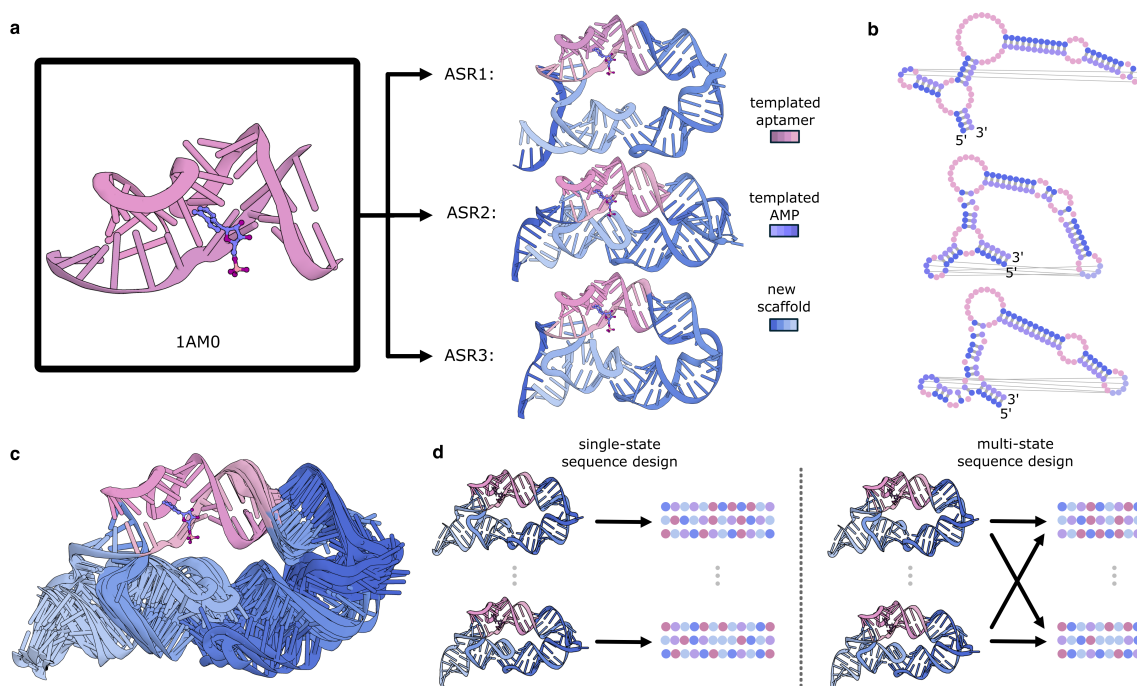 a
1AM0
ASR1:
ASR2:
ASR3:
templated
aptamer
templated
AMP
new
scaffold
b
5'
3'
3'
5'
3'
5'
c
d
single-state
sequence design
multi-state
sequence design